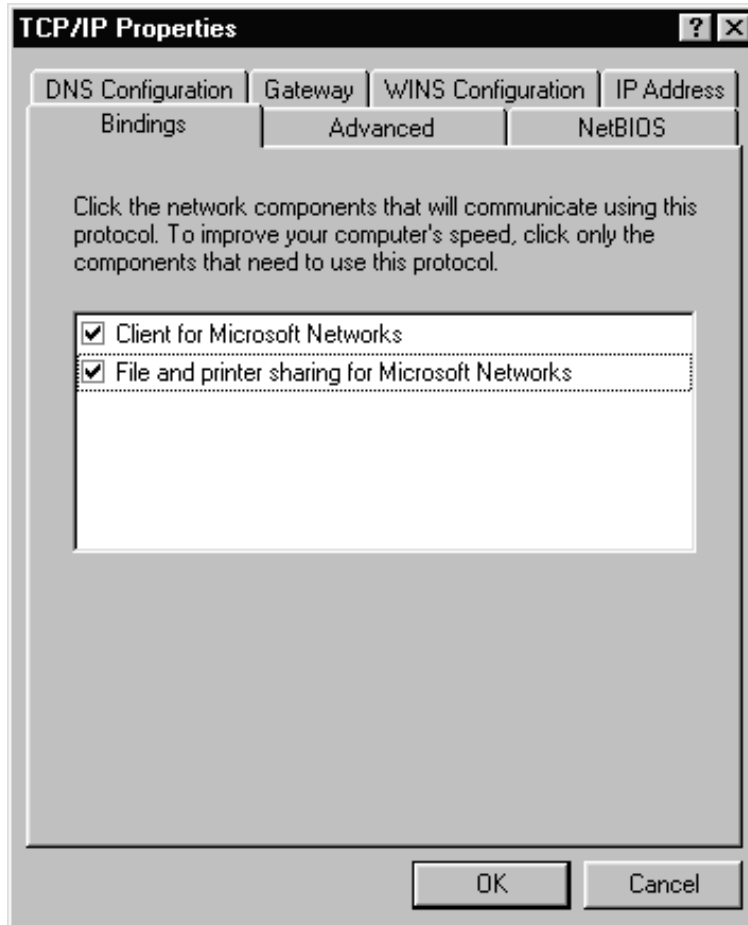 TCP/IP Properties
DNS Configuration
Gateway
WINS Configuration
IP Address
Bindings
Advanced
NetBIOS
Click the network components that will communicate using this
protocol. To improve your computer's speed, click only the
components that need to use this protocol.
Client for Microsoft Networks
File and printer sharing for Microsoft Networks
OK
Cancel